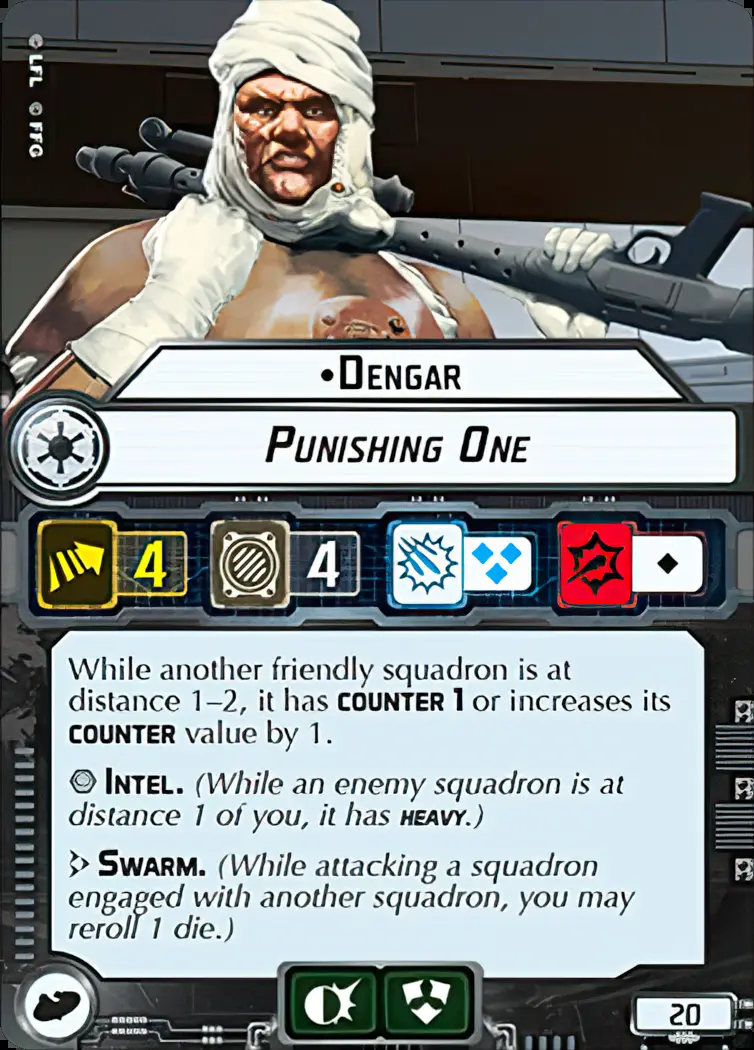 © LFL © FFG
•Dengar
Punishing One
4
4
While another friendly squadron is at
distance 1–2, it has COUNTER 1 or increases its
COUNTER value by 1.
INTEL. (While an enemy squadron is at
distance 1 of you, it has HEAVY.)
SWARM. (While attacking a squadron
engaged with another squadron, you may
reroll 1 die.)
20